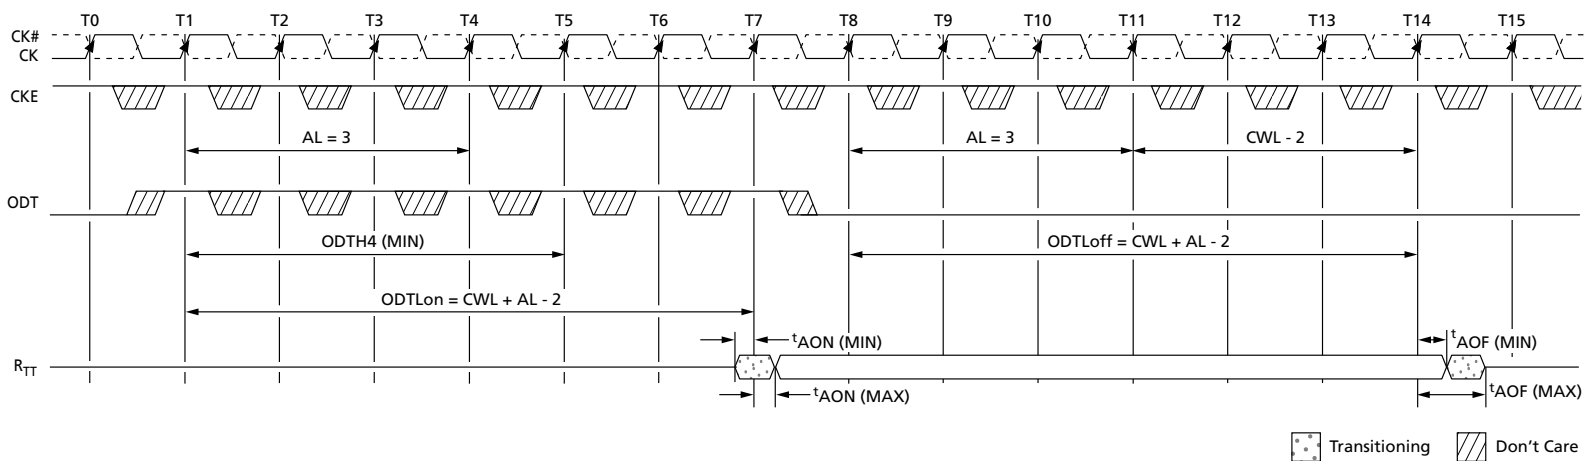 T0 T1 T2 T3 T4 T5 T6 T7 T8 T9 T10 T11 T12 T13 T14 T15
CK#
CK
CKE
AL = 3 AL = 3 CWL - 2
ODT
ODTH4 (MIN) ODTLoff = CWL + AL - 2
ODTLon = CWL + AL - 2
tAON (MIN) tAOF (MIN)
RTT
tAON (MAX) tAOF (MAX)
Transitioning Don't Care